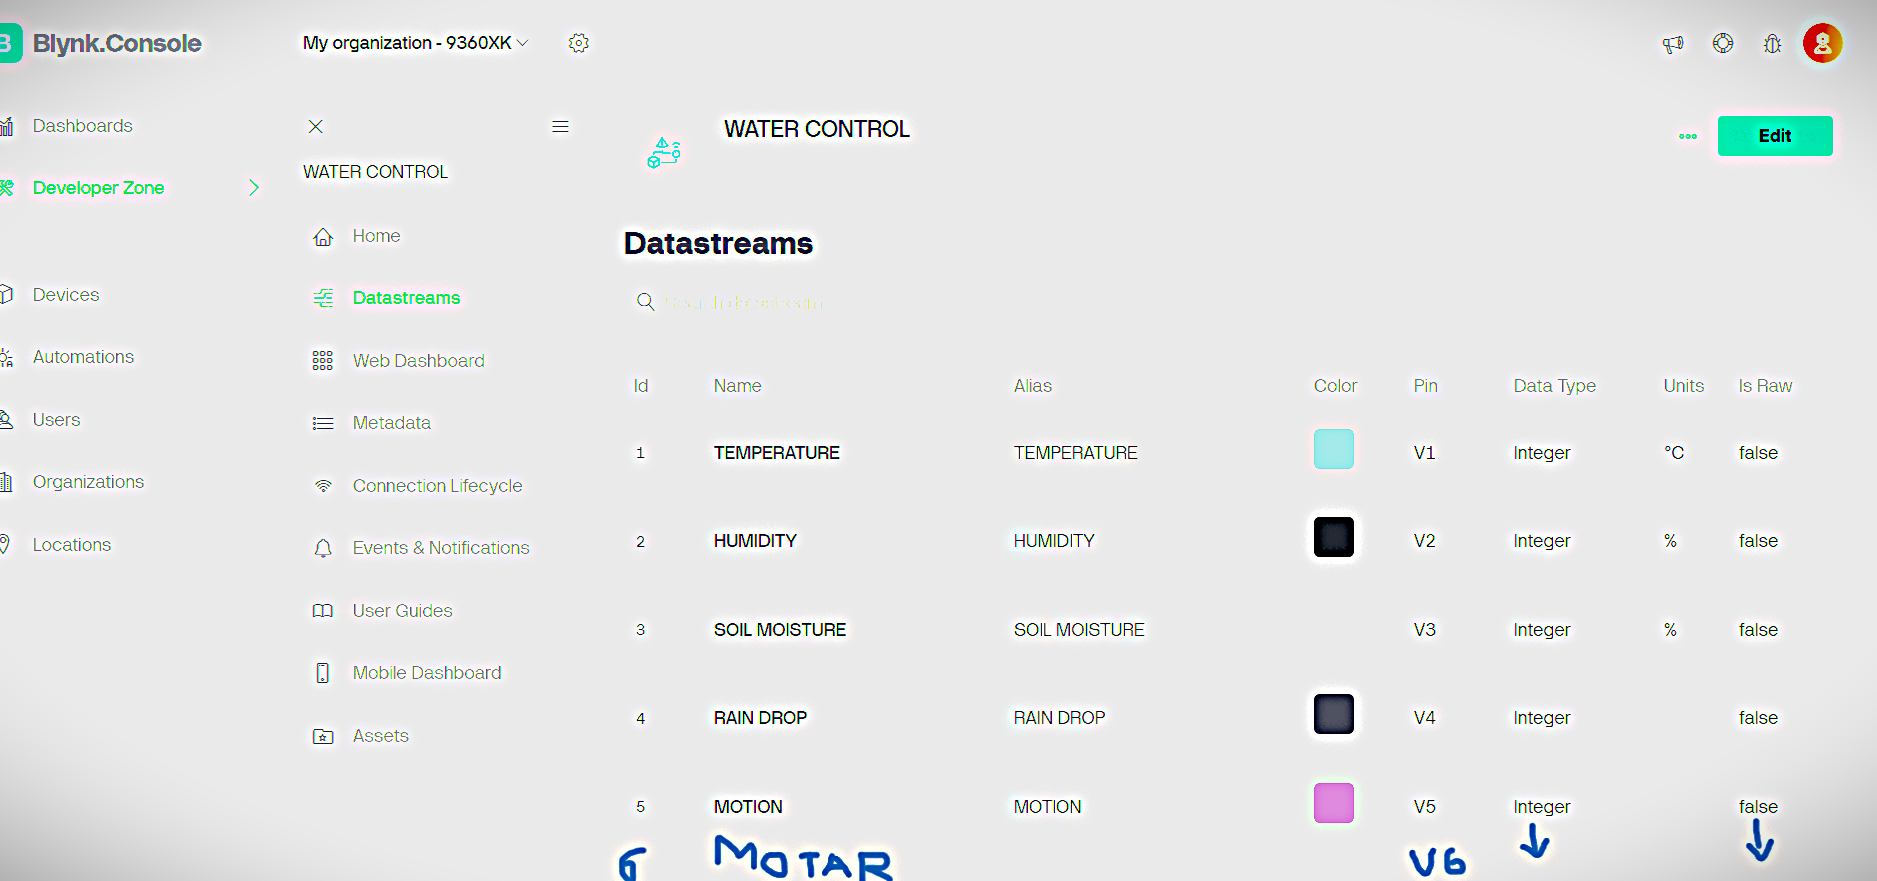 B Blynk.Console
My organization - 9360XK
Dashboards
Developer Zone
Devices
Automations
Users
Organizations
Locations
WATER CONTROL
Home
Datastreams
Web Dashboard
Metadata
Connection Lifecycle
Events & Notifications
User Guides
Mobile Dashboard
Assets
WATER CONTROL
Edit
Datastreams
Search datastream
Id Name Alias Color Pin Data Type Units Is Raw
1 TEMPERATURE TEMPERATURE V1 Integer °C false
2 HUMIDITY HUMIDITY V2 Integer % false
3 SOIL MOISTURE SOIL MOISTURE V3 Integer % false
4 RAIN DROP RAIN DROP V4 Integer false
5 MOTION MOTION V5 Integer false
6 MOTAR V6 ↓ ↓